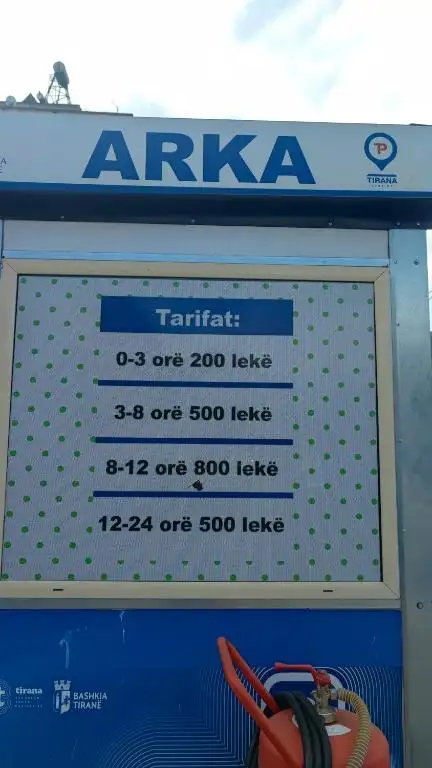 ARKA
TP
TIRANA
Tarifat:
0-3 orë 200 lekë
3-8 orë 500 lekë
8-12 orë 800 lekë
12-24 orë 500 lekë
tirana
BASHKIA
TIRANË